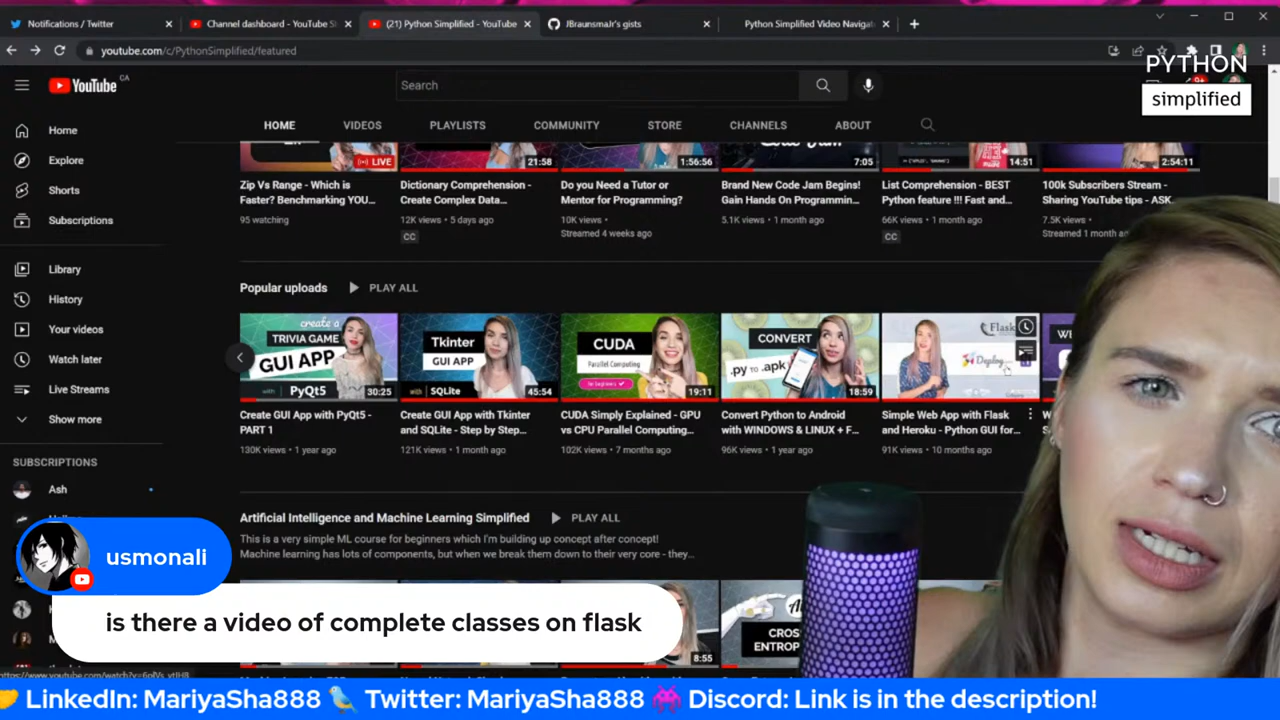 Notifications / Twitter
Channel dashboard - YouTube St
(21) Python Simplified - YouTube
JBraunsmaJr's gists
Python Simplified Video Navigat
youtube.com/c/PythonSimplified/featured
PYTHON
simplified
YouTube CA
Search
9+
HOME
VIDEOS
PLAYLISTS
COMMUNITY
STORE
CHANNELS
ABOUT
Home
Explore
Shorts
Subscriptions
Library
History
Your videos
Watch later
Live Streams
Show more
SUBSCRIPTIONS
Ash
LIVE
21:58
1:56:56
7:05
14:51
2:54:11
Zip Vs Range - Which is
Faster? Benchmarking YOU...
95 watching
Dictionary Comprehension -
Create Complex Data...
12K views • 5 days ago
CC
Do you Need a Tutor or
Mentor for Programming?
10K views •
Streamed 4 weeks ago
Brand New Code Jam Begins!
Gain Hands On Programmin...
5.1K views • 1 month ago
List Comprehension - BEST
Python feature !!! Fast and...
66K views • 1 month ago
CC
100k Subscribers Stream -
Sharing YouTube tips - ASK
7.5K views •
Streamed 1 month ago
Popular uploads
PLAY ALL
create a
TRIVIA GAME
GUI APP
with PyQt5
30:25
Tkinter
GUI APP
with SQLite
45:54
CUDA
Parallel Computing
for beginners
19:11
CONVERT
.py to .apk
18:59
Flask
Deploy
Create GUI App with PyQt5 -
PART 1
130K views • 1 year ago
Create GUI App with Tkinter
and SQLite - Step by Step...
121K views • 1 month ago
CUDA Simply Explained - GPU
vs CPU Parallel Computing...
102K views • 7 months ago
Convert Python to Android
with WINDOWS & LINUX + F...
96K views • 1 year ago
Simple Web App with Flask
and Heroku - Python GUI for...
91K views • 10 months ago
Artificial Intelligence and Machine Learning Simplified
PLAY ALL
This is a very simple ML course for beginners which I'm building up concept after concept!
Machine learning has lots of components, but when we break them down to their very core - they...
8:55
CROSS
ENTROP
usmonali
is there a video of complete classes on flask
LinkedIn: MariyaSha888 Twitter: MariyaSha888 Discord: Link is in the description!